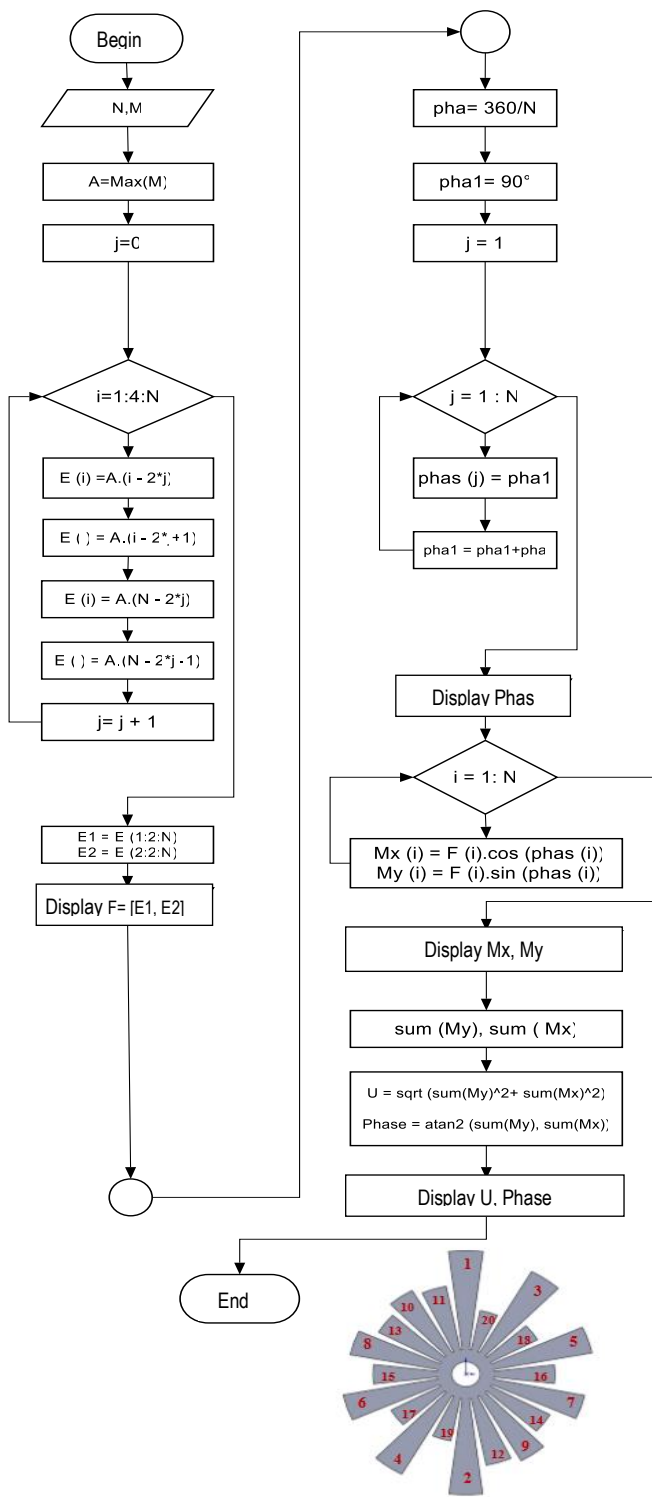 Begin
N,M
A=Max(M)
j=0
i=1:4:N
E (i) =A.(i - 2*j)
E ( ) = A.(i - 2*.+1)
E (i) = A.(N - 2*j)
E ( ) = A.(N - 2*j-1)
j= j + 1
E1 = E (1:2:N)
E2 = E (2:2:N)
Display F= [E1, E2]
pha= 360/N
pha1= 90°
j = 1
j = 1 : N
phas (j) = pha1
pha1 = pha1+pha
Display Phas
i = 1: N
Mx (i) = F (i).cos (phas (i))
My (i) = F (i).sin (phas (i))
Display Mx, My
sum (My), sum ( Mx)
U = sqrt (sum(My)^2+ sum(Mx)^2)
Phase = atan2 (sum(My), sum(Mx))
Display U, Phase
End
1
3
11
10
20
18
13
5
8
16
15
7
6
14
17
19
9
4
12
2